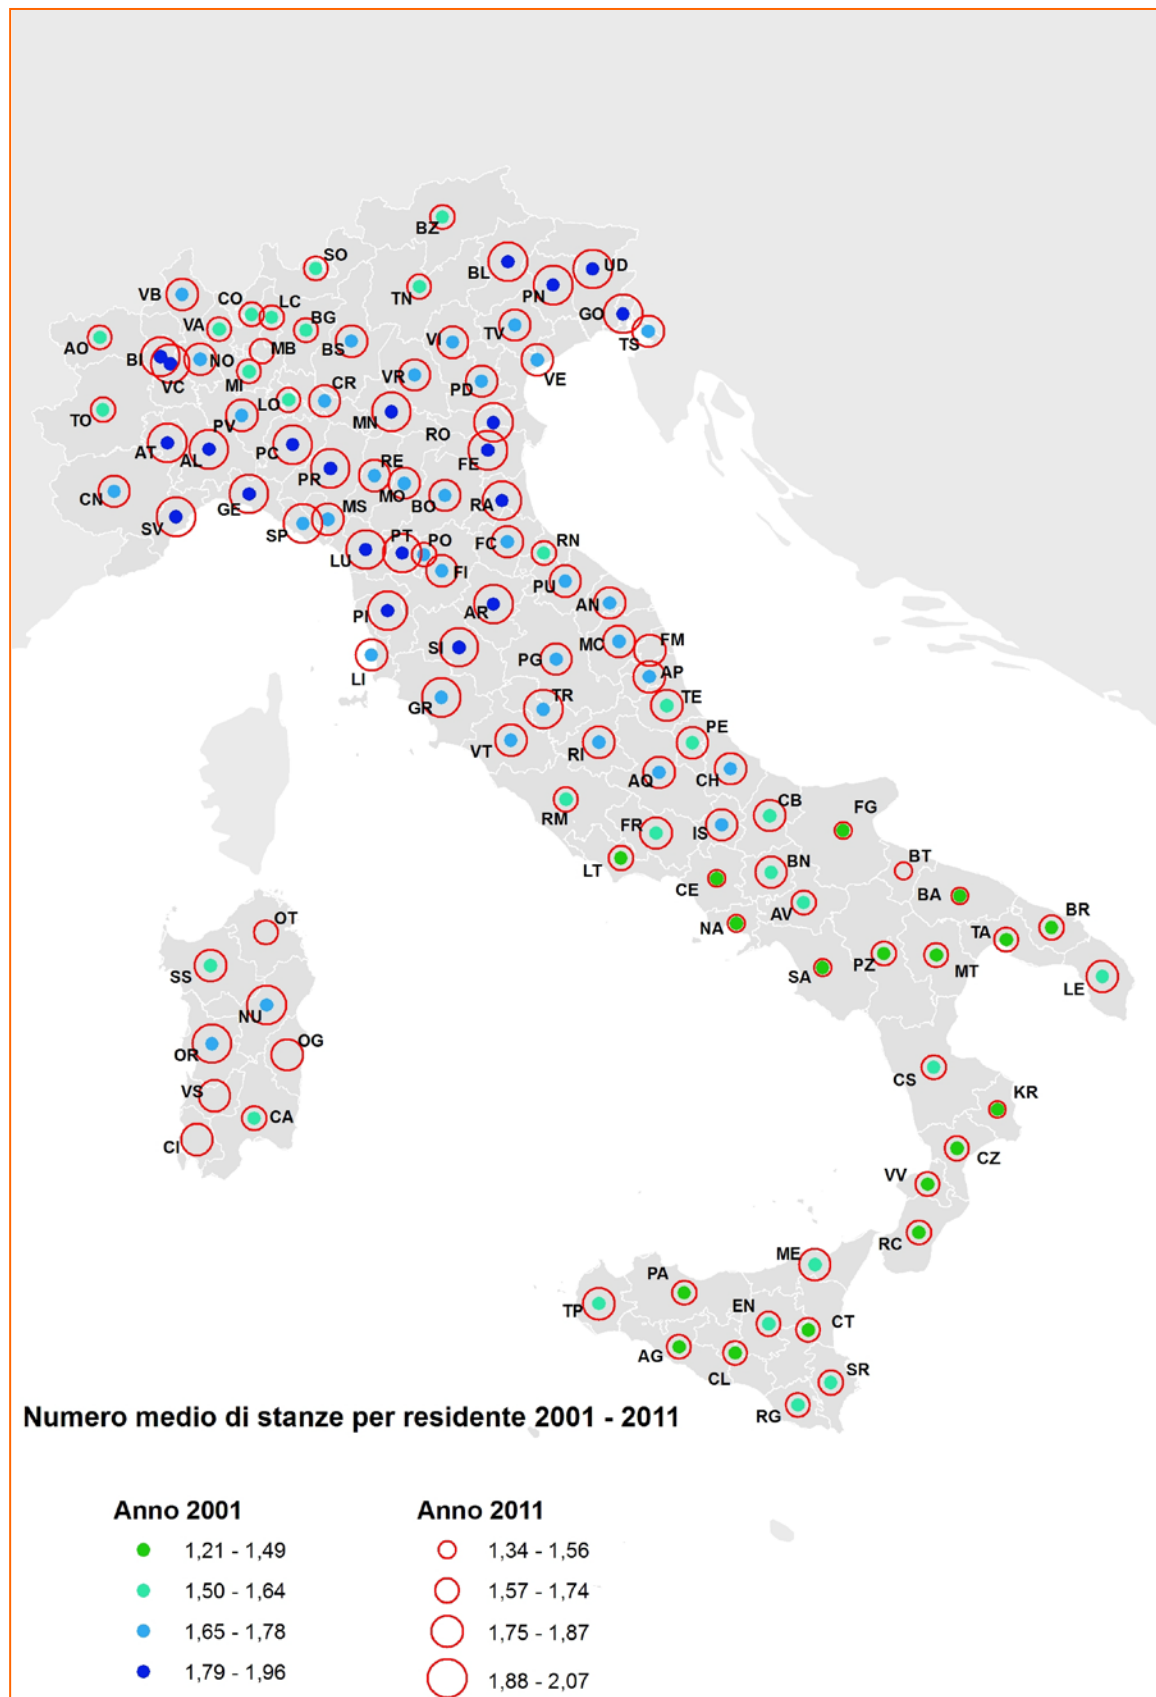 BZ
SO
BL
UD
VB
CO
LC
TN
PN
GO
VA
BG
TV
TS
AO
MB
BS
VI
BI
NO
VC
MI
VE
VR
PD
CR
LO
TO
PV
MN
RO
AT
AL
PC
FE
RE
PR
MO
CN
BO
RA
SV
GE
MS
SP
PT
PO
FC
RN
LU
FI
PU
PI
AR
AN
SI
MC
FM
PG
LI
AP
TE
GR
TR
PE
VT
RI
AQ
CH
RM
CB
FG
FR
IS
LT
BN
BT
CE
BA
AV
BR
OT
NA
TA
SS
SA
PZ
MT
LE
NU
OG
OR
CS
VS
KR
CA
CI
CZ
VV
RC
ME
PA
EN
TP
CT
AG
CL
SR
RG
Numero medio di stanze per residente 2001 - 2011
Anno 2001
1,21 - 1,49
1,50 - 1,64
1,65 - 1,78
1,79 - 1,96
Anno 2011
1,34 - 1,56
1,57 - 1,74
1,75 - 1,87
1,88 - 2,07